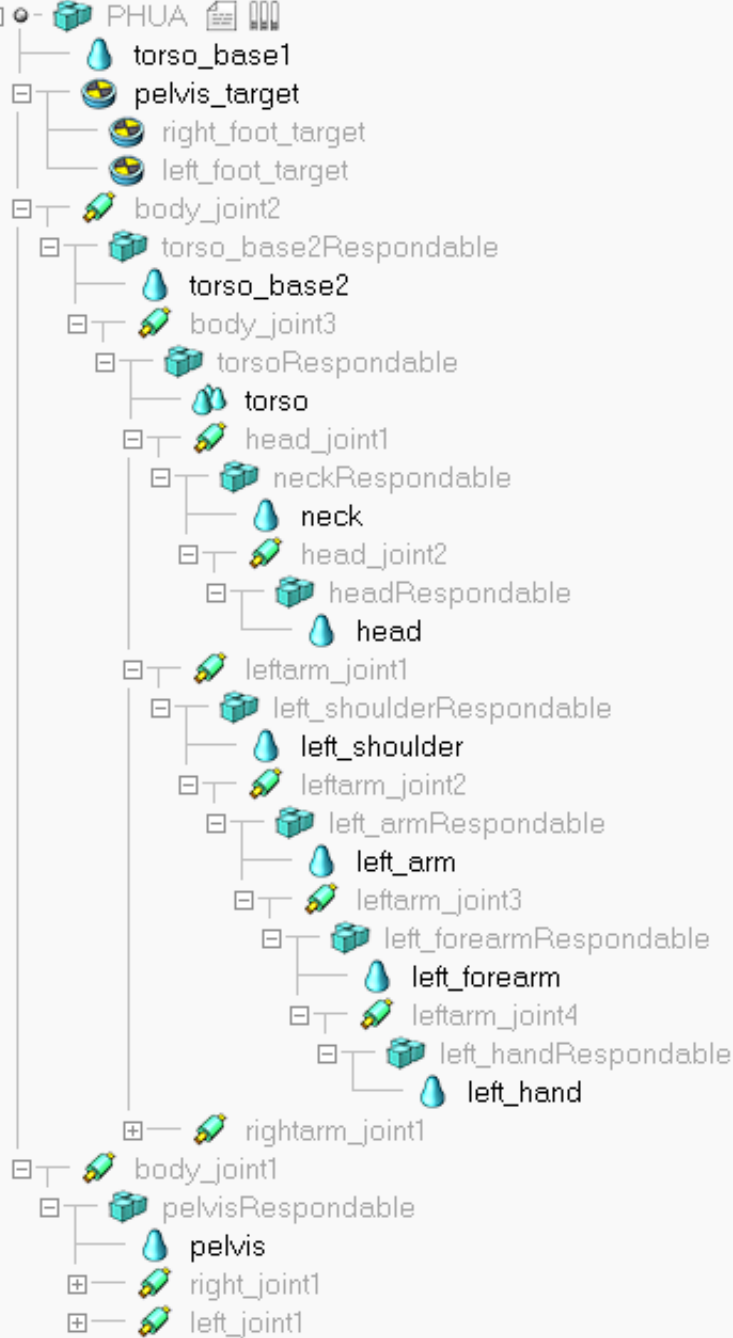 PHUA
torso_base1
pelvis_target
right_foot_target
left_foot_target
body_joint2
torso_base2Respondable
torso_base2
body_joint3
torsoRespondable
torso
head_joint1
neckRespondable
neck
head_joint2
headRespondable
head
leftarm_joint1
left_shoulderRespondable
left_shoulder
leftarm_joint2
left_armRespondable
left_arm
leftarm_joint3
left_forearmRespondable
left_forearm
leftarm_joint4
left_handRespondable
left_hand
rightarm_joint1
body_joint1
pelvisRespondable
pelvis
right_joint1
left_joint1